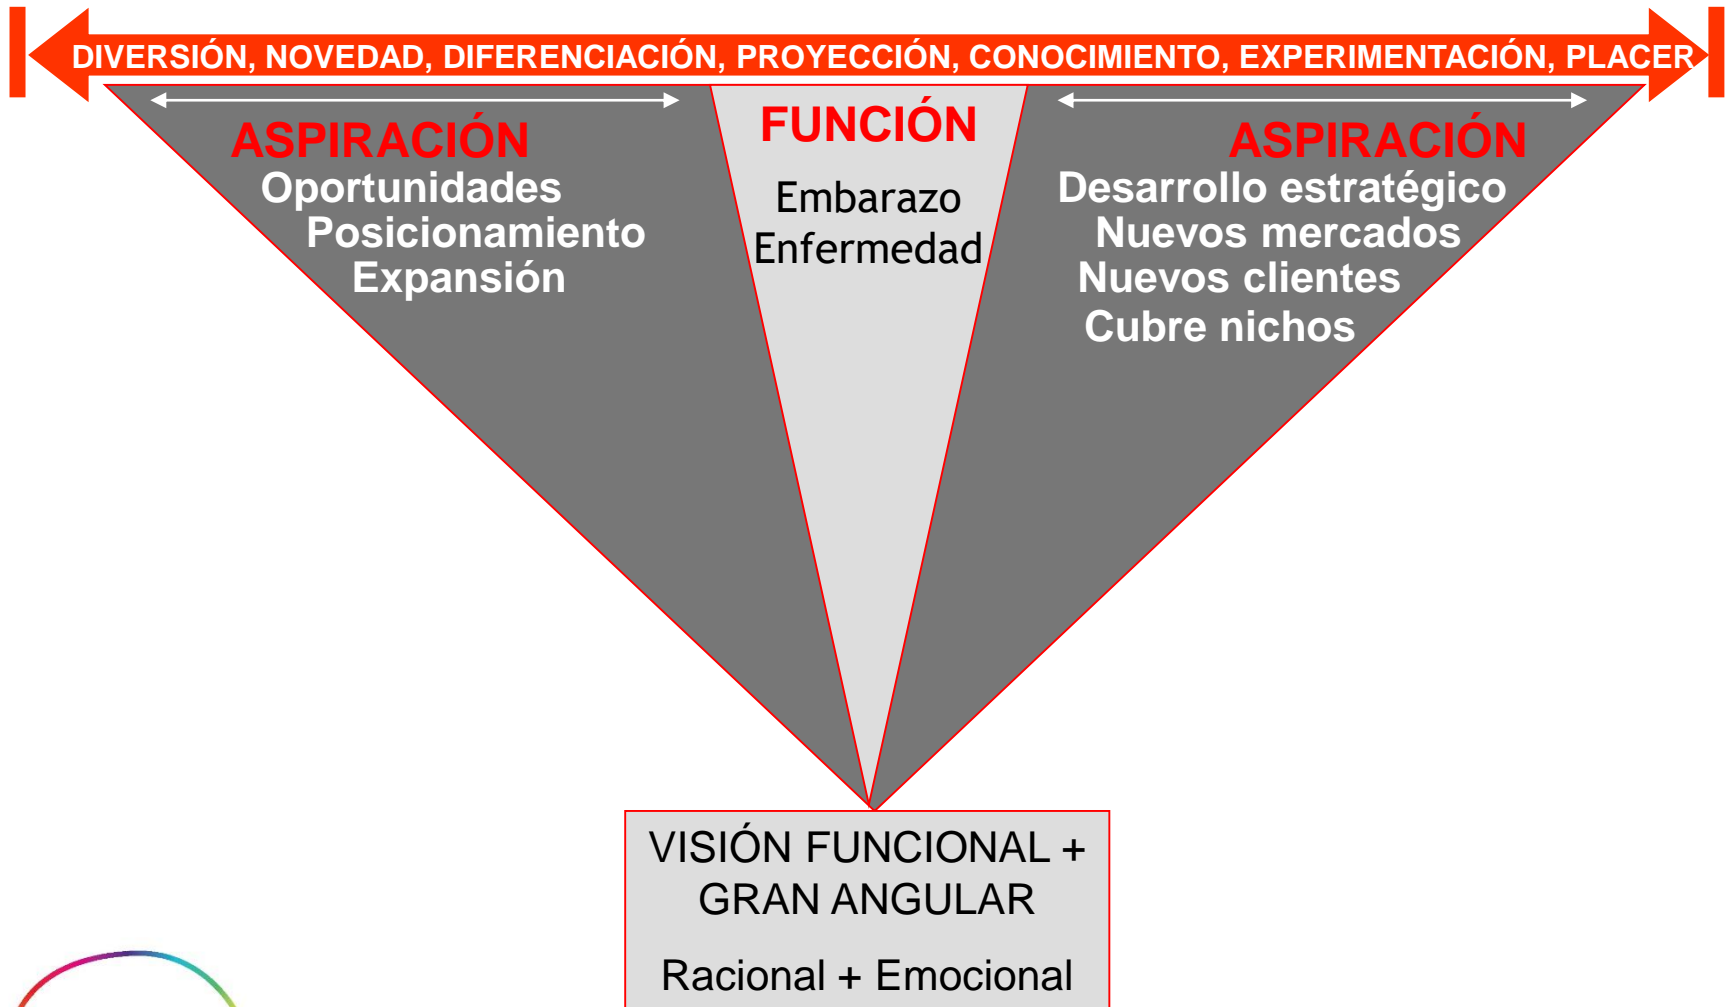 DIVERSIÓN, NOVEDAD, DIFERENCIACIÓN, PROYECCIÓN, CONOCIMIENTO, EXPERIMENTACIÓN, PLACER
ASPIRACIÓN
Oportunidades
Posicionamiento
Expansión
FUNCIÓN
Embarazo
Enfermedad
ASPIRACIÓN
Desarrollo estratégico
Nuevos mercados
Nuevos clientes
Cubre nichos
VISIÓN FUNCIONAL +
GRAN ANGULAR
Racional + Emocional